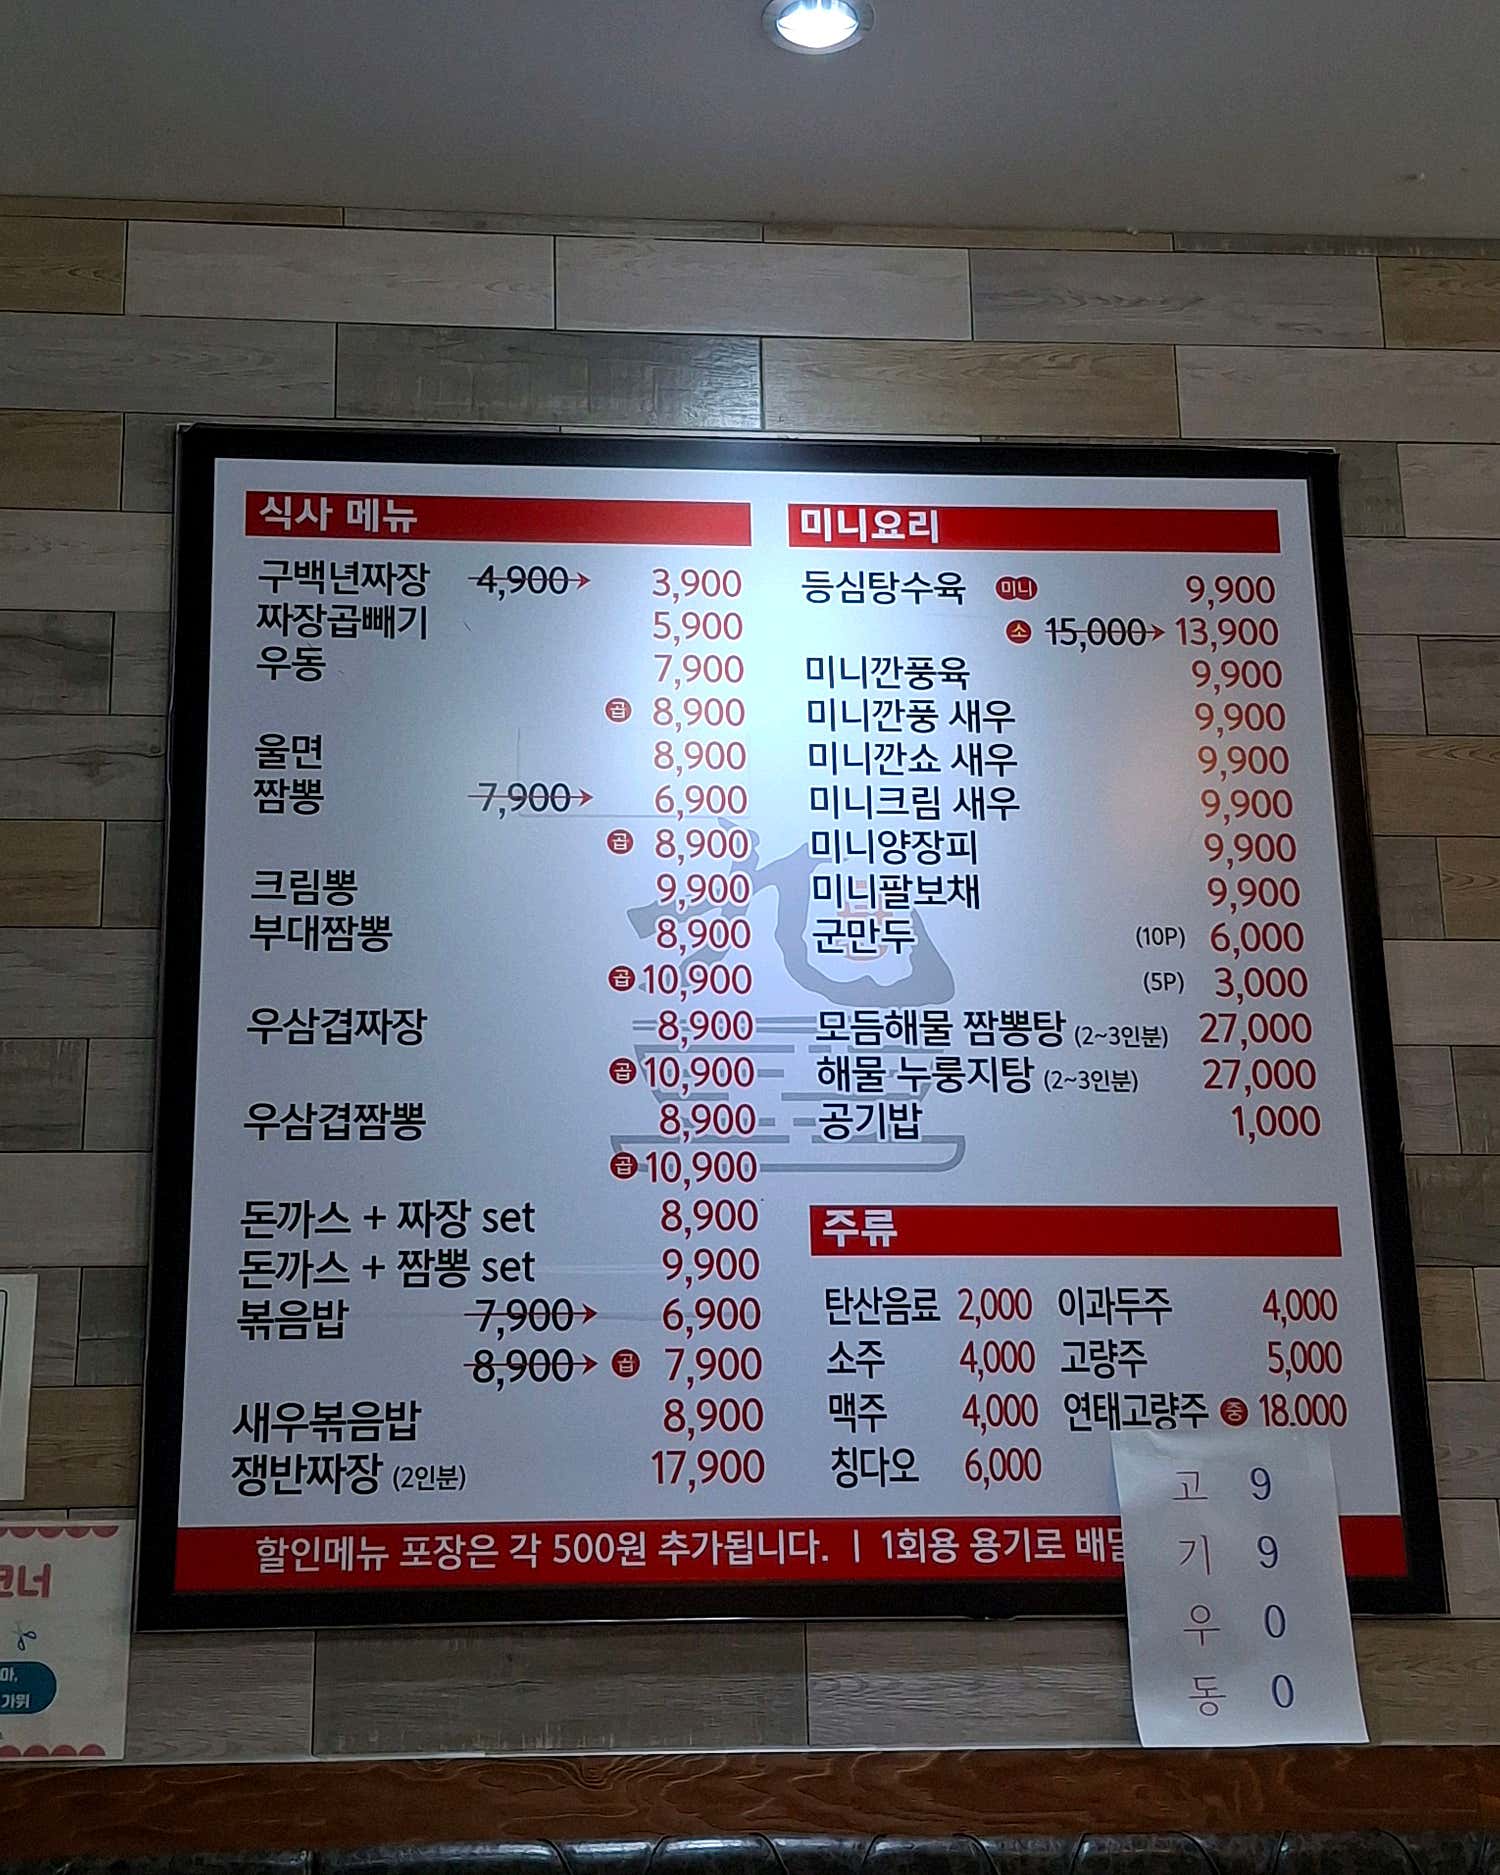 식사 메뉴
구백년짜장 4,900 → 3,900
짜장곱빼기 5,900
우동 7,900
곱 8,900
울면 8,900
짬뽕 7,900 → 6,900
곱 8,900
크림뽕 9,900
부대짬뽕 8,900
곱 10,900
우삼겹짜장 8,900
곱 10,900
우삼겹짬뽕 8,900
곱 10,900
돈까스 + 짜장 set 8,900
돈까스 + 짬뽕 set 9,900
볶음밥 7,900 → 6,900
8,900 → 곱 7,900
새우볶음밥 8,900
쟁반짜장 (2인분) 17,900
미니요리
등심탕수육 미니 9,900
소 15,000 → 13,900
미니깐풍육 9,900
미니깐풍 새우 9,900
미니깐쇼 새우 9,900
미니크림 새우 9,900
미니양장피 9,900
미니팔보채 9,900
군만두 (10P) 6,000
(5P) 3,000
모듬해물 짬뽕탕 (2~3인분) 27,000
해물 누룽지탕 (2~3인분) 27,000
공기밥 1,000
주류
탄산음료 2,000 이과두주 4,000
소주 4,000 고량주 5,000
맥주 4,000 연태고량주 중 18.000
칭다오 6,000
할인메뉴 포장은 각 500원 추가됩니다. | 1회용 용기로 배달
고 9
기 9
우 0
동 0
코너
마,
가위